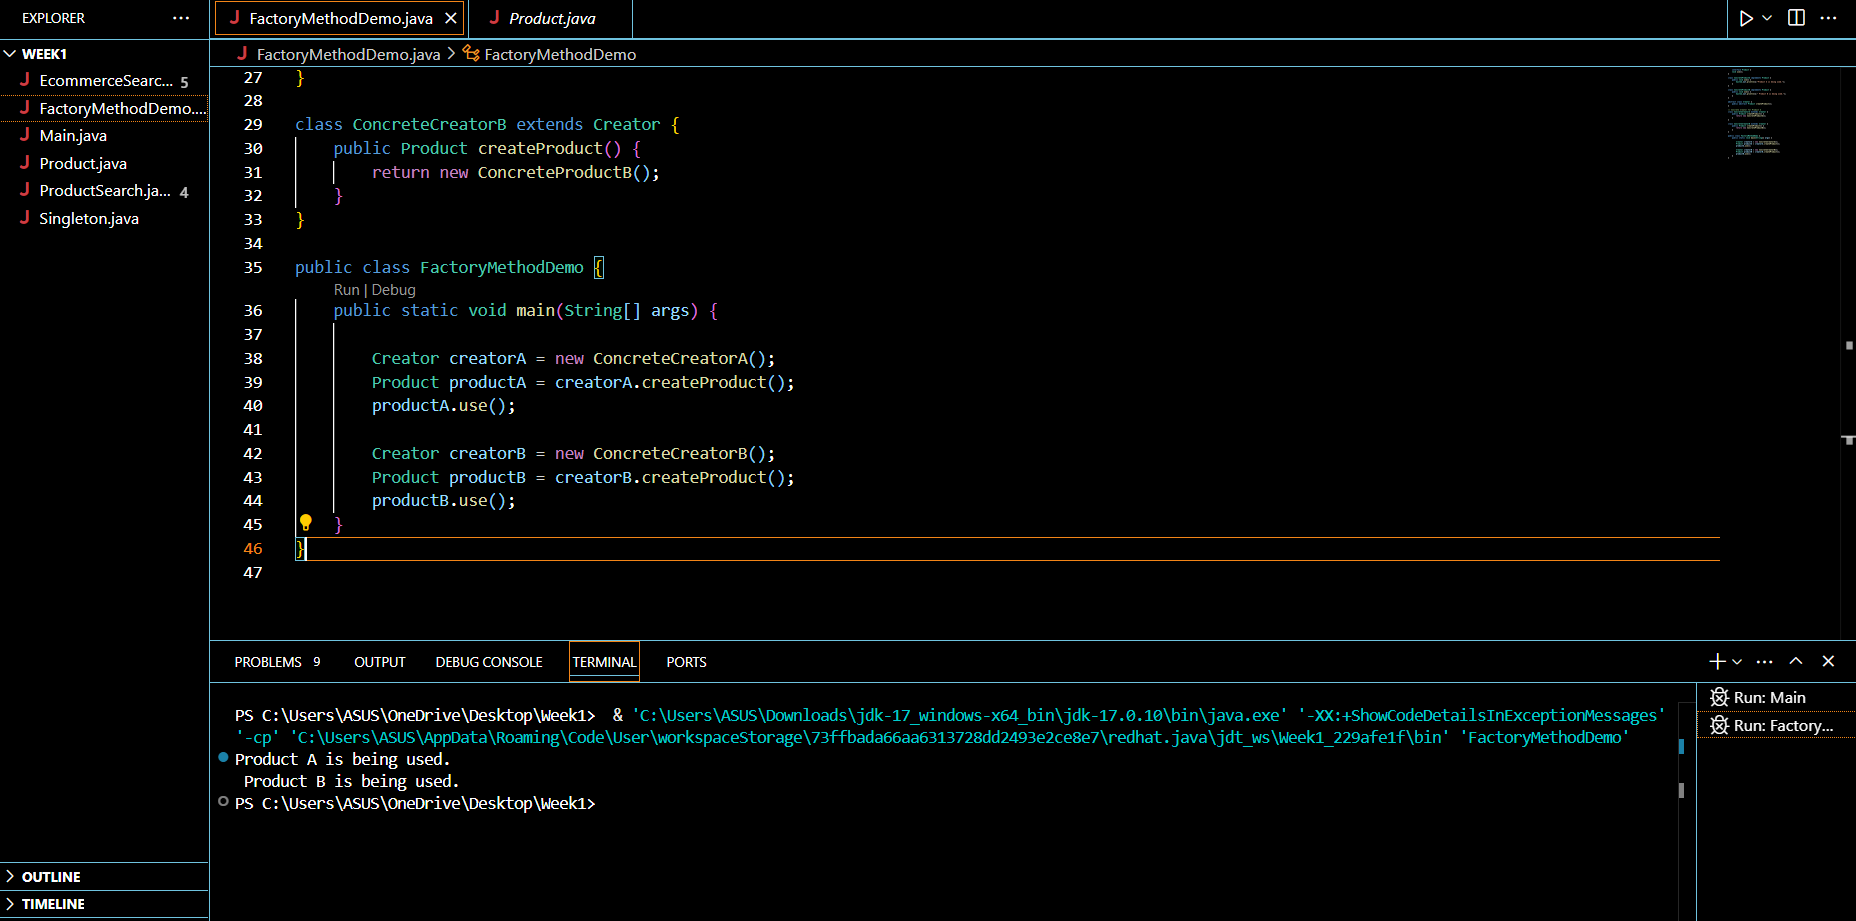 EXPLORER
WEEK1
EcommerceSearc... 5
FactoryMethodDemo....
Main.java
Product.java
ProductSearch.ja... 4
Singleton.java
OUTLINE
TIMELINE
FactoryMethodDemo.java
Product.java
FactoryMethodDemo.java > FactoryMethodDemo
27 }
28
29 class ConcreteCreatorB extends Creator {
30     public Product createProduct() {
31         return new ConcreteProductB();
32     }
33 }
34
35 public class FactoryMethodDemo {
Run | Debug
36     public static void main(String[] args) {
37
38         Creator creatorA = new ConcreteCreatorA();
39         Product productA = creatorA.createProduct();
40         productA.use();
41
42         Creator creatorB = new ConcreteCreatorB();
43         Product productB = creatorB.createProduct();
44         productB.use();
45     }
46 }
47
PROBLEMS 9 OUTPUT DEBUG CONSOLE TERMINAL PORTS
PS C:\Users\ASUS\OneDrive\Desktop\Week1>  & 'C:\Users\ASUS\Downloads\jdk-17_windows-x64_bin\jdk-17.0.10\bin\java.exe' '-XX:+ShowCodeDetailsInExceptionMessages'
'-cp' 'C:\Users\ASUS\AppData\Roaming\Code\User\workspaceStorage\73ffbada66aa6313728dd2493e2ce8e7\redhat.java\jdt_ws\Week1_229afe1f\bin' 'FactoryMethodDemo'
Product A is being used.
 Product B is being used.
PS C:\Users\ASUS\OneDrive\Desktop\Week1>
Run: Main
Run: Factory...